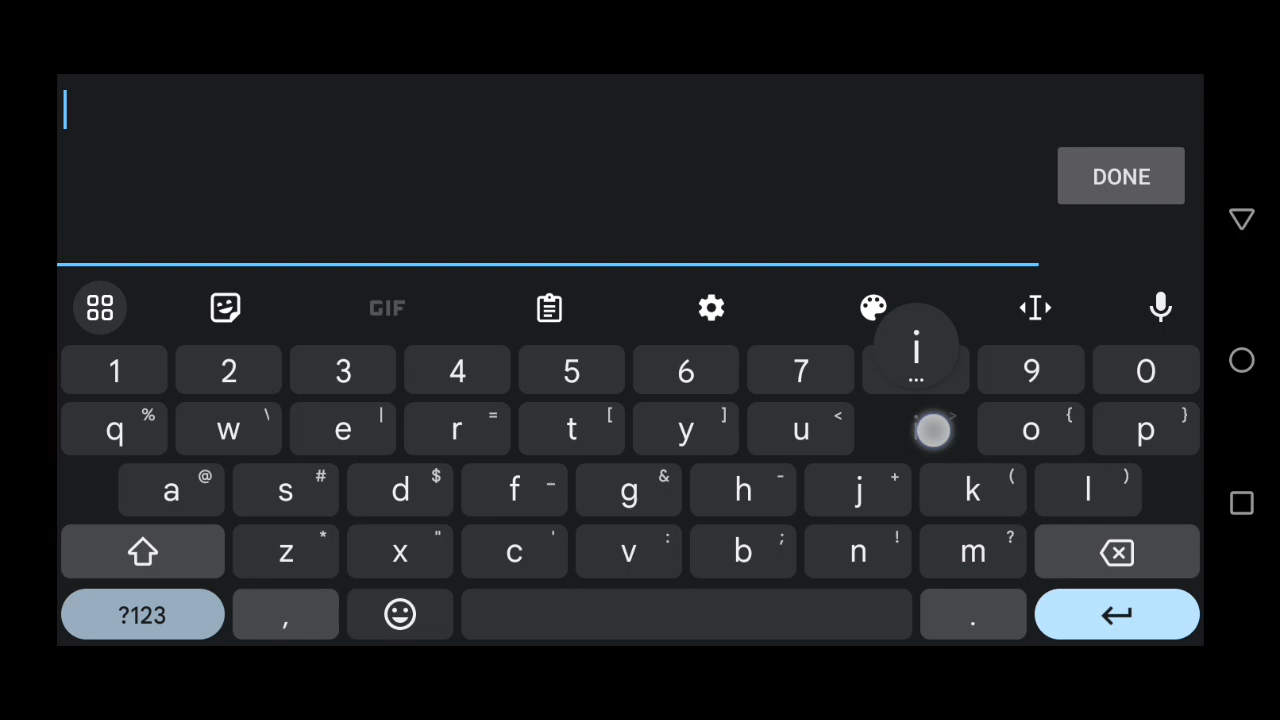 DONE
GIF
i
...
1 2 3 4 5 6 7 9 0
q % w \ e | r = t [ y ] u < i > o { p }
a @ s # d $ f _ g & h - j + k ( l )
z * x " c ' v : b ; n ! m ?
?123 , .